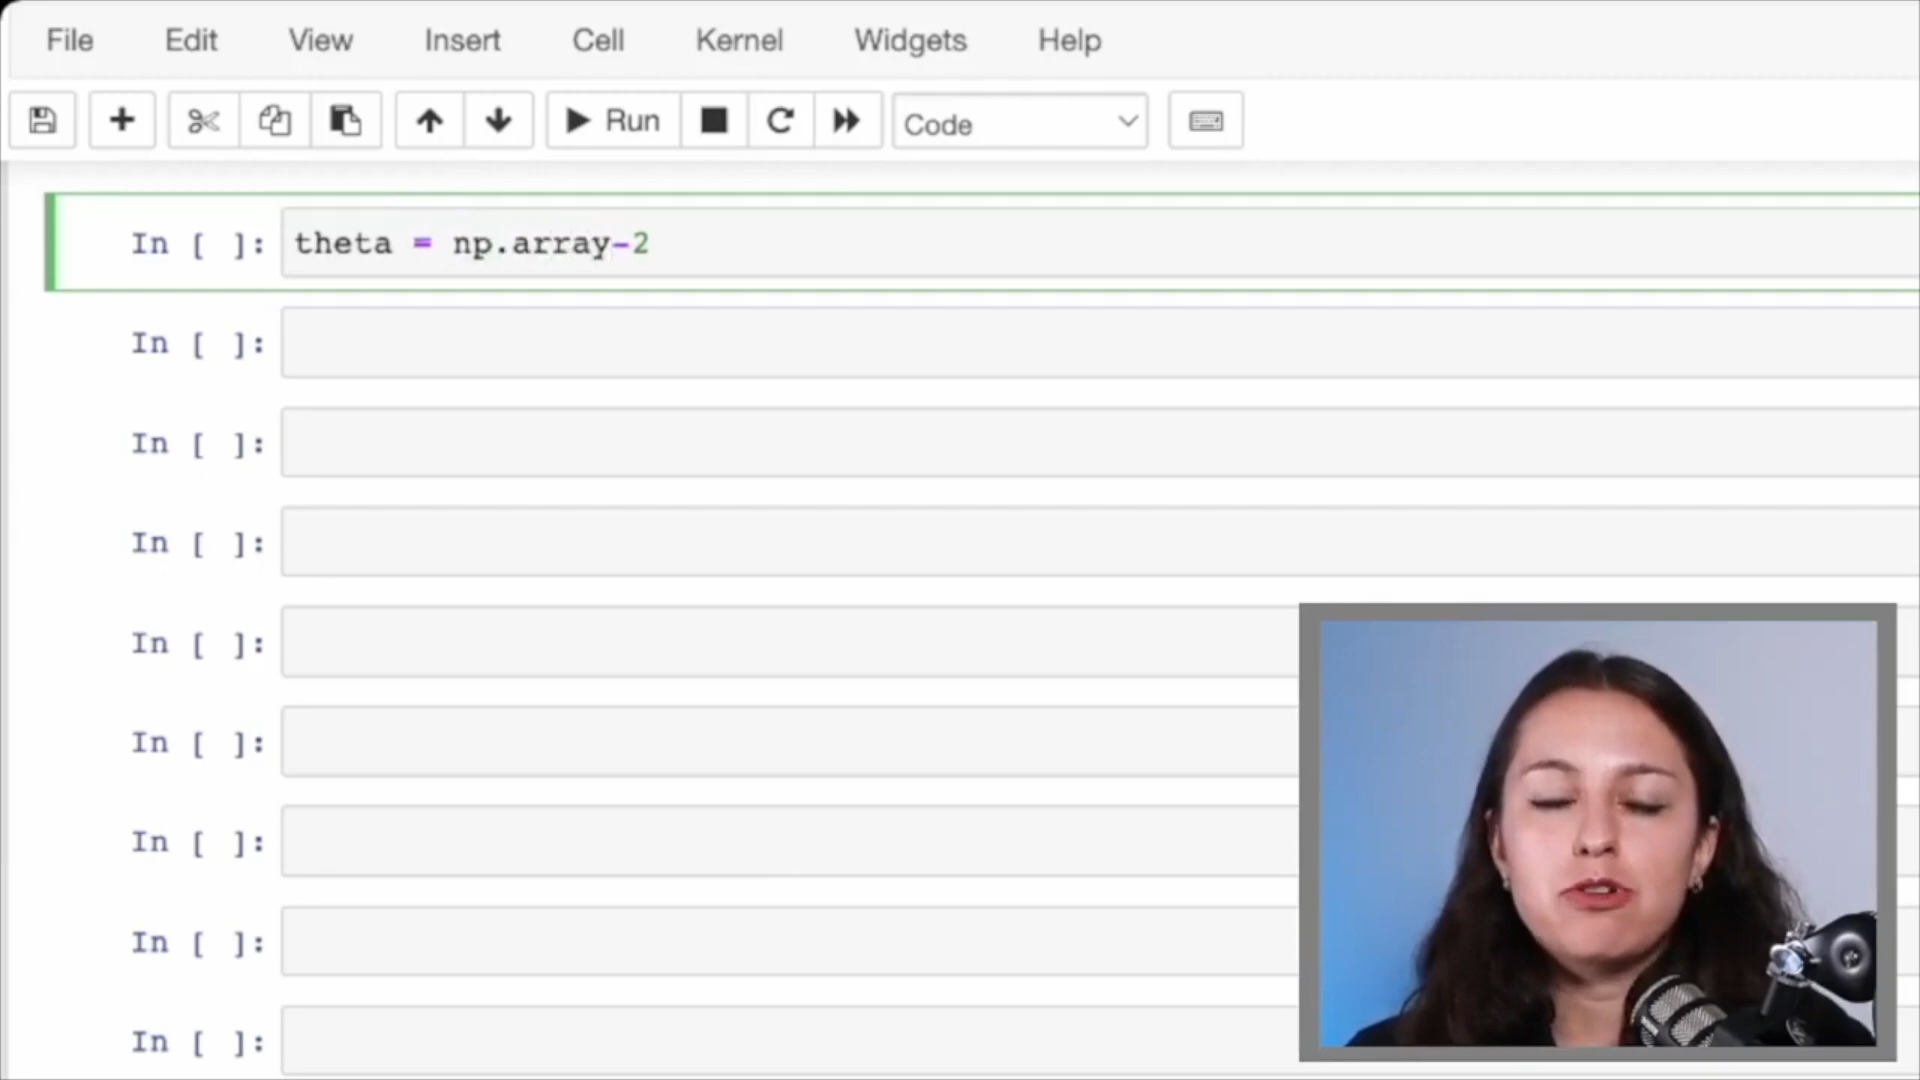 File Edit View Insert Cell Kernel Widgets Help
Run Code
In [ ]: theta = np.array-2
In [ ]:
In [ ]:
In [ ]:
In [ ]:
In [ ]:
In [ ]:
In [ ]:
In [ ]: